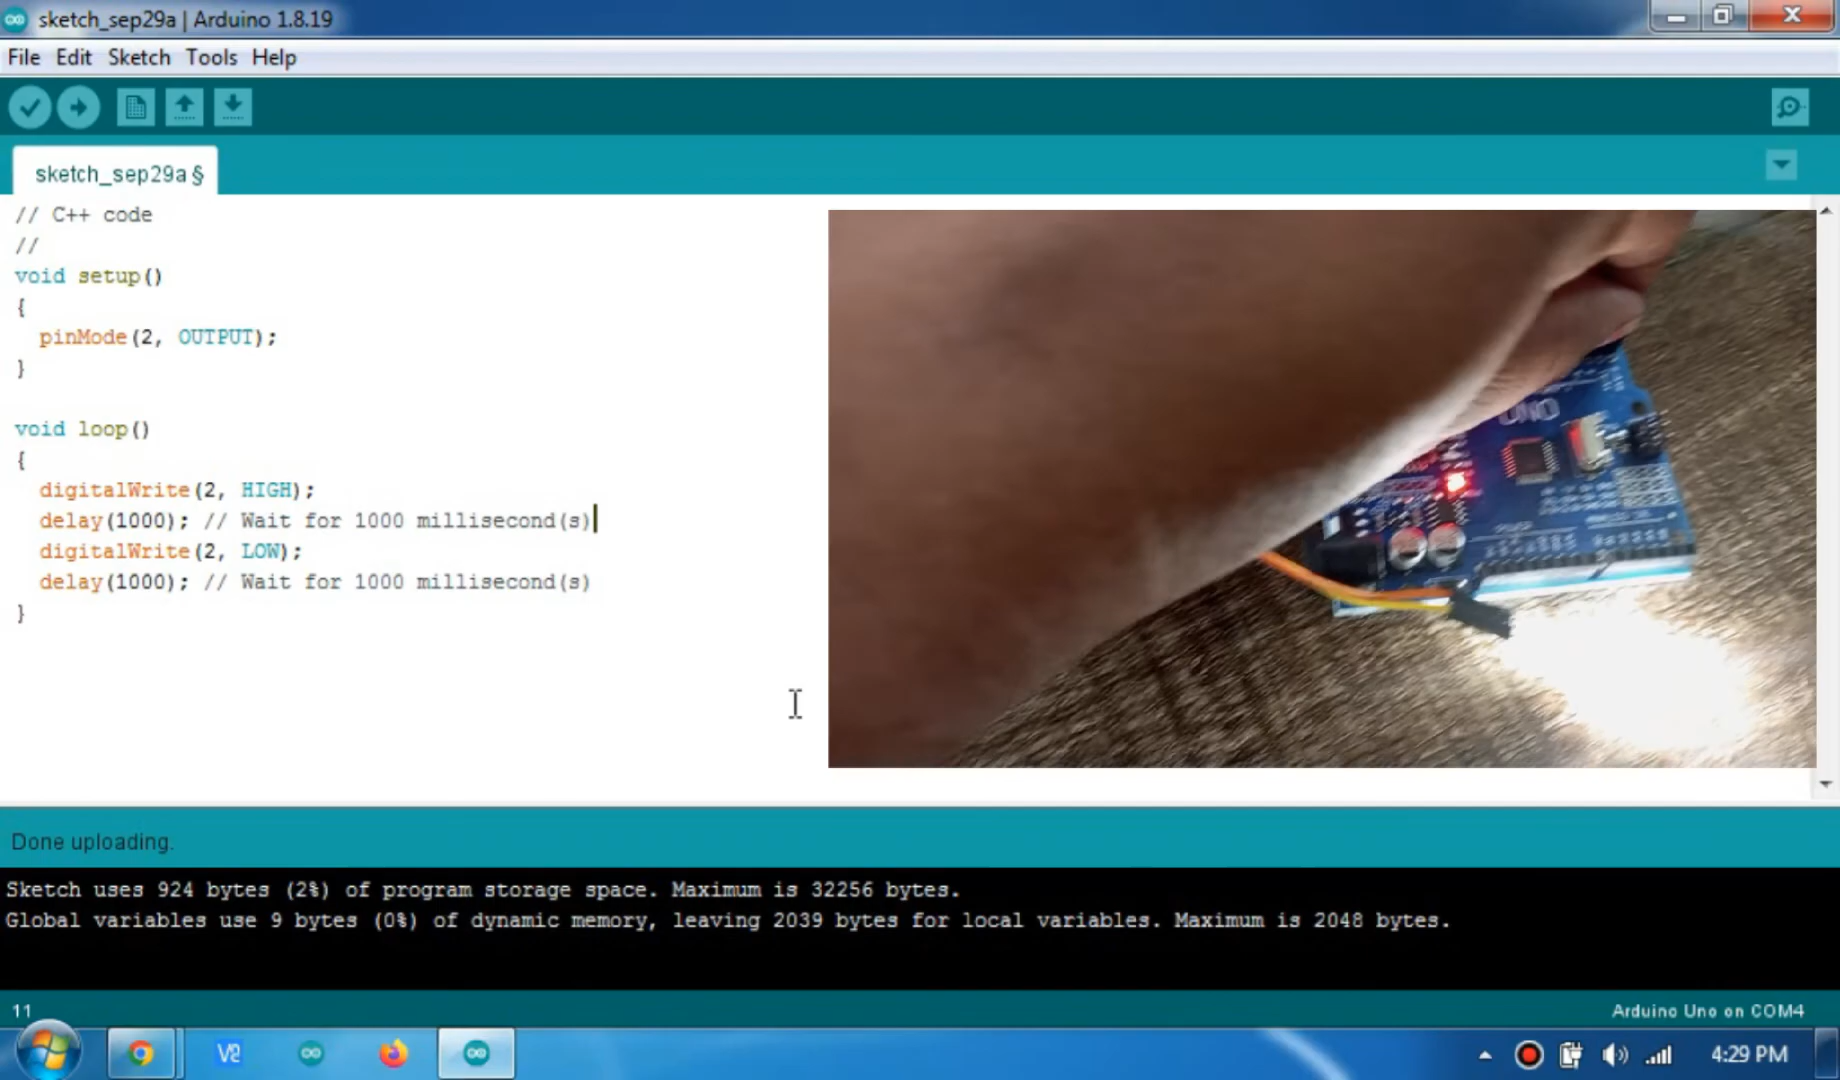 sketch_sep29a | Arduino 1.8.19
File Edit Sketch Tools Help
sketch_sep29a §
// C++ code
//
void setup()
{
pinMode(2, OUTPUT);
}
void loop()
{
digitalWrite(2, HIGH);
delay(1000); // Wait for 1000 millisecond(s)
digitalWrite(2, LOW);
delay(1000); // Wait for 1000 millisecond(s)
}
UNO
Done uploading.
Sketch uses 924 bytes (2%) of program storage space. Maximum is 32256 bytes.
Global variables use 9 bytes (0%) of dynamic memory, leaving 2039 bytes for local variables. Maximum is 2048 bytes.
11
Arduino Uno on COM4
V2
4:29 PM